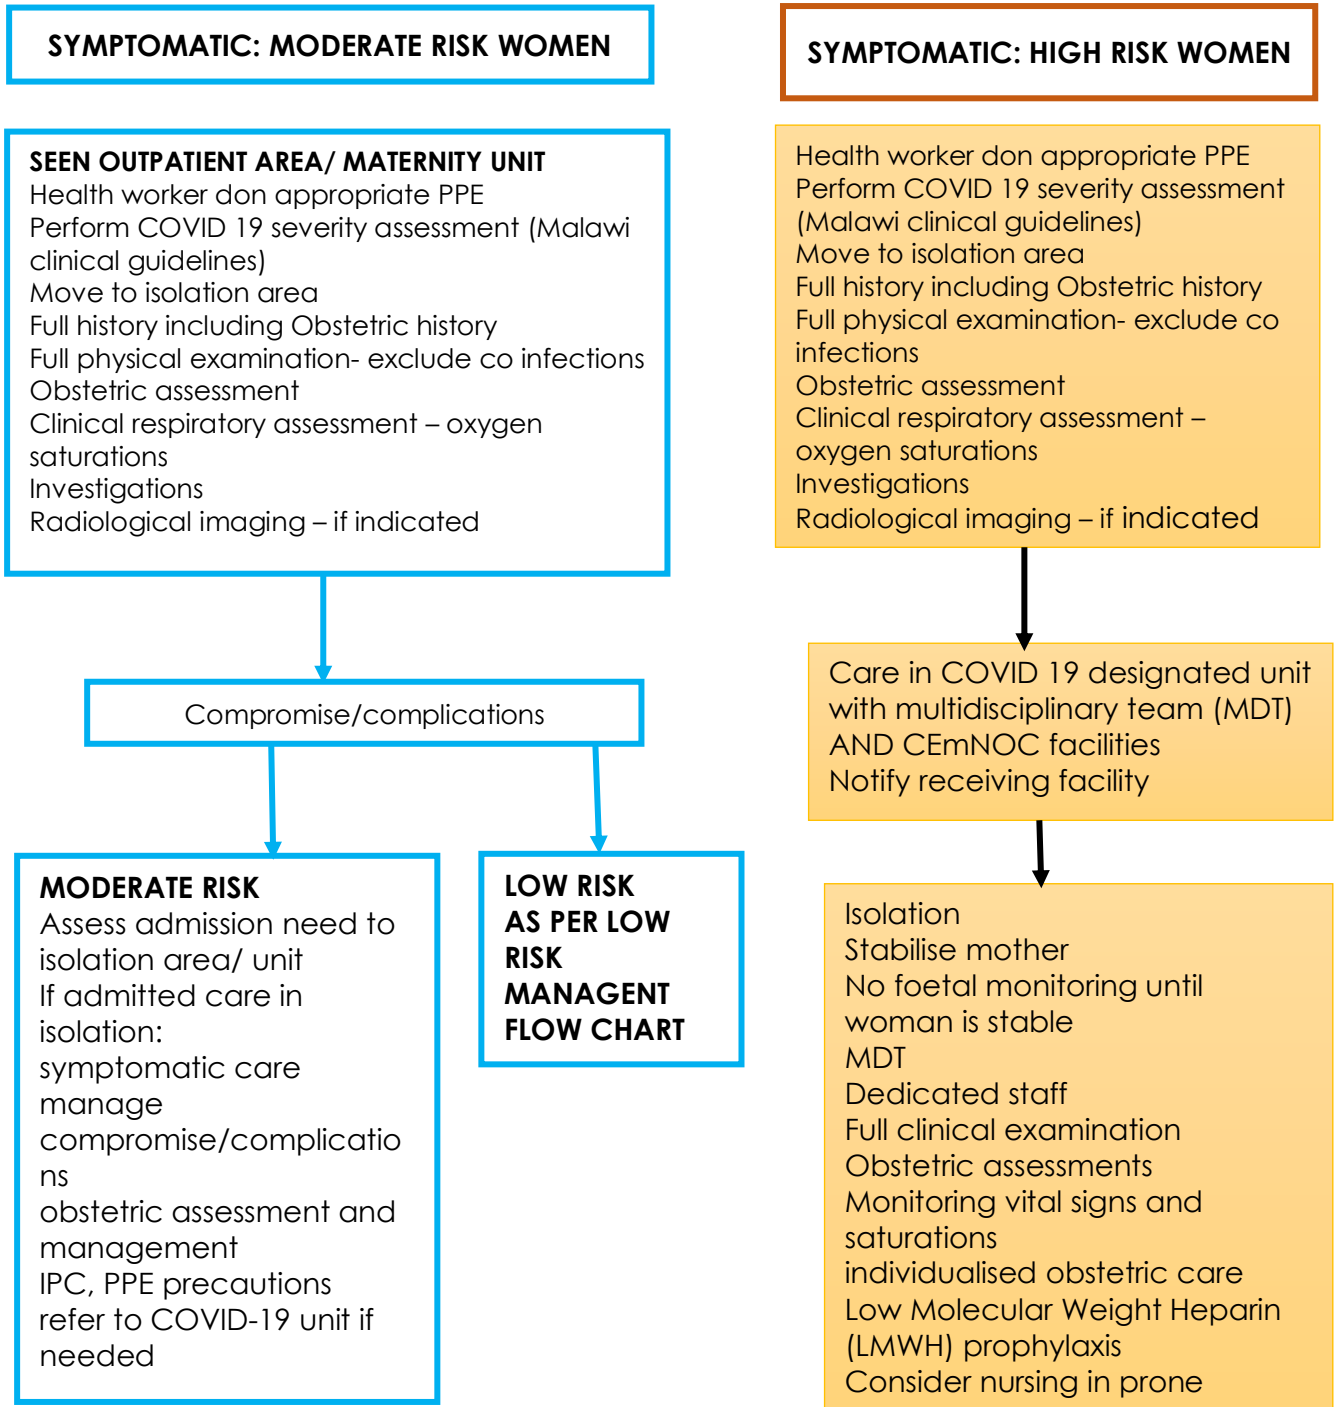 SYMPTOMATIC: MODERATE RISK WOMEN
SEEN OUTPATIENT AREA/ MATERNITY UNIT
Health worker don appropriate PPE
Perform COVID 19 severity assessment (Malawi
clinical guidelines)
Move to isolation area
Full history including Obstetric history
Full physical examination- exclude co infections
Obstetric assessment
Clinical respiratory assessment – oxygen
saturations
Investigations
Radiological imaging – if indicated
Compromise/complications
MODERATE RISK
Assess admission need to
isolation area/ unit
If admitted care in
isolation:
symptomatic care
manage
compromise/complicatio
ns
obstetric assessment and
management
IPC, PPE precautions
refer to COVID-19 unit if
needed
LOW RISK
AS PER LOW
RISK
MANAGENT
FLOW CHART
SYMPTOMATIC: HIGH RISK WOMEN
Health worker don appropriate PPE
Perform COVID 19 severity assessment
(Malawi clinical guidelines)
Move to isolation area
Full history including Obstetric history
Full physical examination- exclude co
infections
Obstetric assessment
Clinical respiratory assessment –
oxygen saturations
Investigations
Radiological imaging – if indicated
Care in COVID 19 designated unit
with multidisciplinary team (MDT)
AND CEmNOC facilities
Notify receiving facility
Isolation
Stabilise mother
No foetal monitoring until
woman is stable
MDT
Dedicated staff
Full clinical examination
Obstetric assessments
Monitoring vital signs and
saturations
individualised obstetric care
Low Molecular Weight Heparin
(LMWH) prophylaxis
Consider nursing in prone